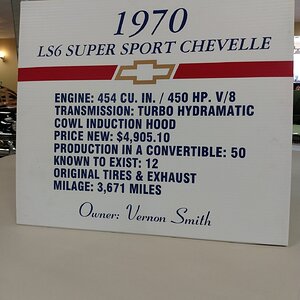 1970
LS6 SUPER SPORT CHEVELLE
ENGINE: 454 CU. IN. / 450 HP. V/8
TRANSMISSION: TURBO HYDRAMATIC
COWL INDUCTION HOOD
PRICE NEW: $4,905.10
PRODUCTION IN A CONVERTIBLE: 50
KNOWN TO EXIST: 12
ORIGINAL TIRES & EXHAUST
MILAGE: 3,671 MILES
Owner: Vernon Smith